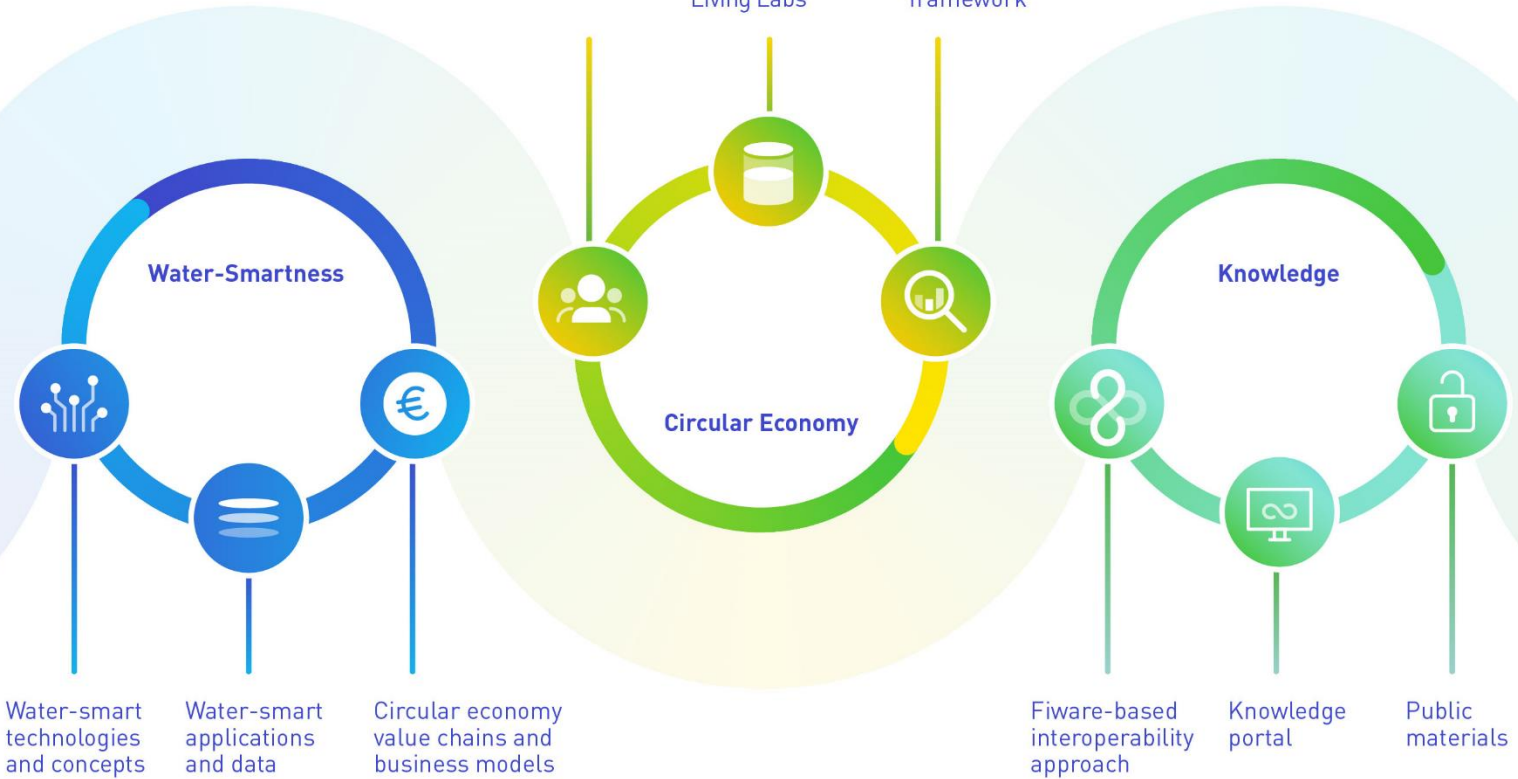 Living Labs
framework
Water-Smartness
Circular Economy
Knowledge
Water-smart
technologies
and concepts
Water-smart
applications
and data
Circular economy
value chains and
business models
Fiware-based
interoperability
approach
Knowledge
portal
Public
materials